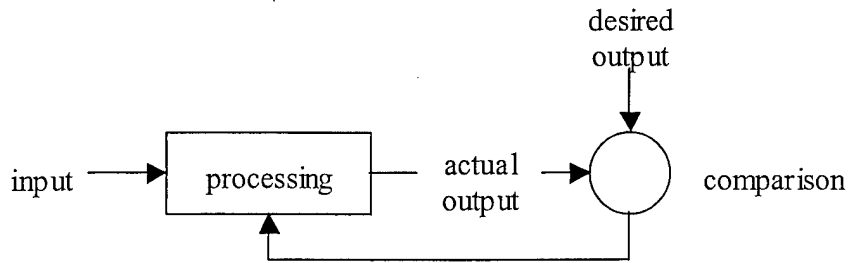 desired
output
input
processing
actual
output
comparison